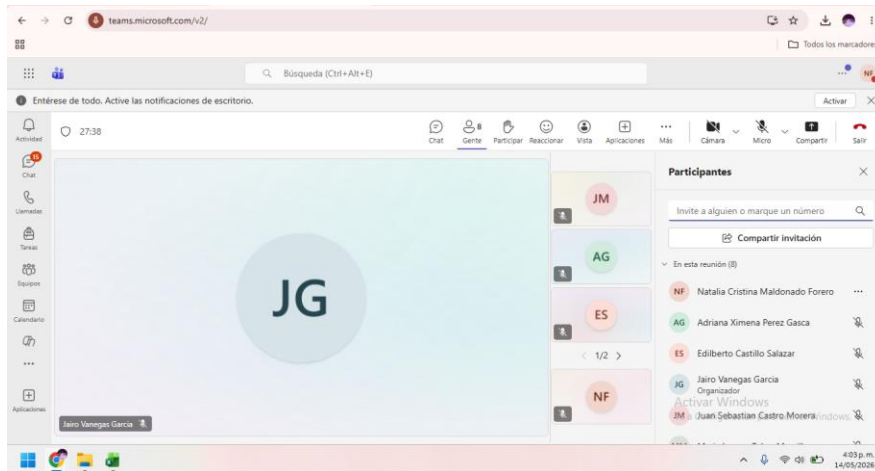 teams.microsoft.com/v2/
Todos los marcadores
Búsqueda (Ctrl+Alt+E)
NF
Entérese de todo. Active las notificaciones de escritorio.
Activar
Actividad
Chat
15
Llamadas
Tareas
Equipos
Calendario
Aplicaciones
27:38
Chat
8
Gente
Participar
Reaccionar
Vista
Aplicaciones
Más
Cámara
Micro
Compartir
Salir
JG
Jairo Vanegas Garcia
JM
AG
ES
1/2
NF
Participantes
Invite a alguien o marque un número
Compartir invitación
En esta reunión (8)
NF Natalia Cristina Maldonado Forero
AG Adriana Ximena Perez Gasca
ES Edilberto Castillo Salazar
JG Jairo Vanegas Garcia
Organizador
Activar Windows
JM Juan Sebastian Castro Morera
4:03 p.m.
14/05/2026